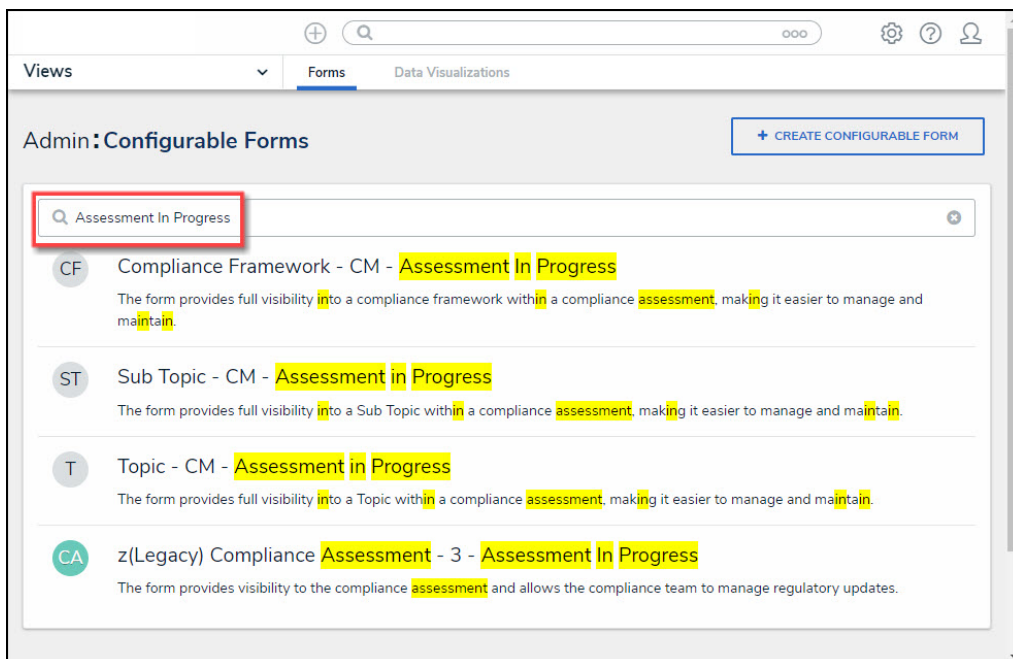 ooo
Views
Forms
Data Visualizations
Admin: Configurable Forms
+ CREATE CONFIGURABLE FORM
Assessment In Progress
CF
Compliance Framework - CM - Assessment In Progress
The form provides full visibility into a compliance framework within a compliance assessment, making it easier to manage and
maintain.
ST
Sub Topic - CM - Assessment in Progress
The form provides full visibility into a Sub Topic within a compliance assessment, making it easier to manage and maintain.
T
Topic - CM - Assessment in Progress
The form provides full visibility into a Topic within a compliance assessment, making it easier to manage and maintain.
CA
z(Legacy) Compliance Assessment - 3 - Assessment In Progress
The form provides visibility to the compliance assessment and allows the compliance team to manage regulatory updates.